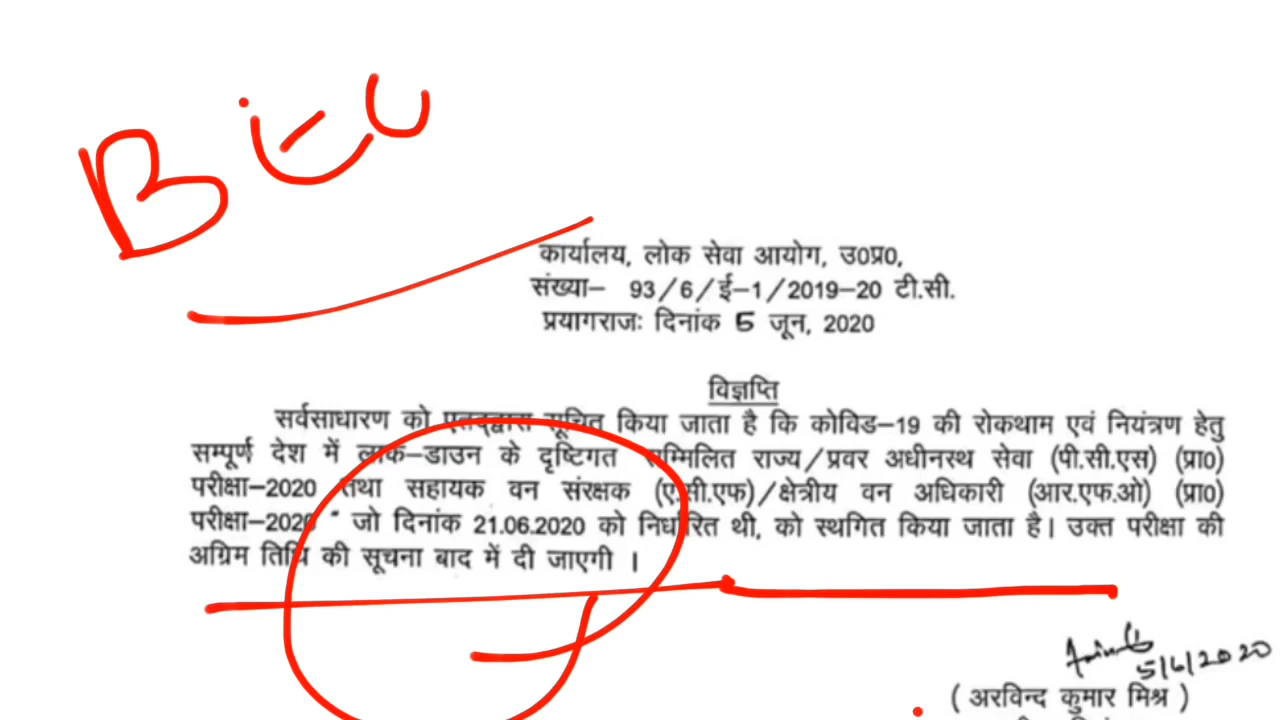 कार्यालय, लोक सेवा आयोग, उ0प्र0,
संख्या- 93/6/ई-1/2019-20 टी.सी.
प्रयागराजः दिनांक 5 जून, 2020
विज्ञप्ति
सर्वसाधारण को एतद्द्वारा सूचित किया जाता है कि कोविड-19 की रोकथाम एवं नियंत्रण हेतु
सम्पूर्ण देश में लाक-डाउन के दृष्टिगत सम्मिलित राज्य/प्रवर अधीनस्थ सेवा (पी.सी.एस) (प्रा0)
परीक्षा-2020 तथा सहायक वन संरक्षक (ए.सी.एफ)/क्षेत्रीय वन अधिकारी (आर.एफ.ओ) (प्रा0)
परीक्षा-2020 जो दिनांक 21.06.2020 को निर्धारित थी, को स्थगित किया जाता है। उक्त परीक्षा की
अग्रिम तिथि की सूचना बाद में दी जाएगी ।
5/6/2020
( अरविन्द कुमार मिश्र )